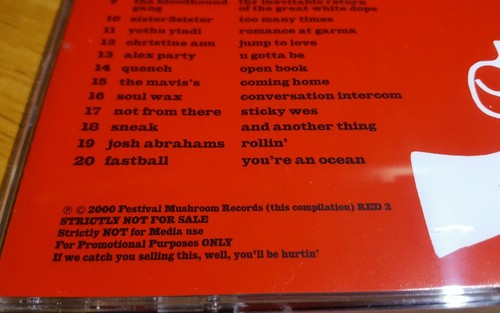 9 the bloodhound gang the inevitable return of the great white dope
10 sister2sister too many times
11 yothu yindi romance at garma
12 christine anu jump to love
13 alex party u gotta be
14 quench open book
15 the mavis's coming home
16 soul wax conversation intercom
17 not from there sticky wes
18 sneak and another thing
19 josh abrahams rollin'
20 fastball you're an ocean
℗ © 2000 Festival Mushroom Records (this compilation) RED 2
STRICTLY NOT FOR SALE
Strictly NOT for Media use
For Promotional Purposes ONLY
If we catch you selling this, well, you'll be hurtin'